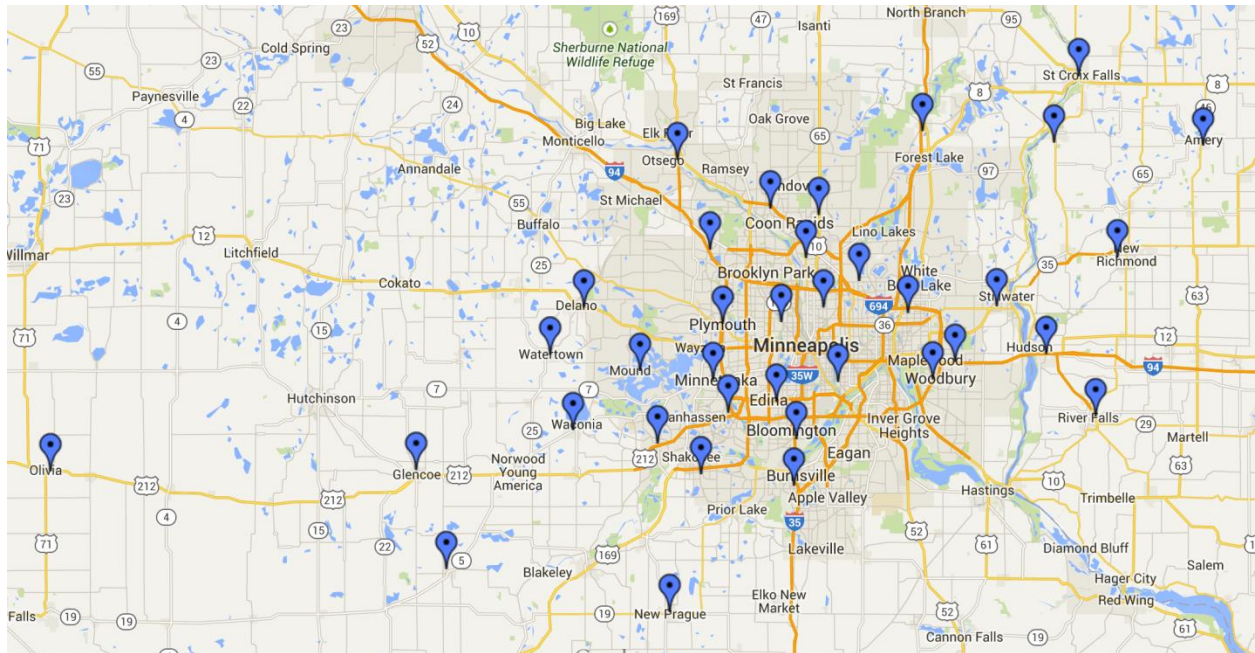 North Branch
169
47
Isanti
95
23
52
10
Cold Spring
Sherburne National
Wildlife Refuge
St Croix Falls
55
23
St Francis
8
8
Paynesville
22
24
46
4
Big Lake
Oak Grove
65
Amery
71
Monticello
Elk River
Otsego
Ramsey
Forest Lake
94
97
65
Annandale
St Michael
Andover
23
55
Buffalo
Coon Rapids
12
10
Lino Lakes
Willmar
Litchfield
New
Richmond
25
35
Cokato
Brooklyn Park
White
Bear Lake
Stillwater
63
Delano
694
4
71
15
Plymouth
36
12
Watertown
Wayzata
Minneapolis
Hudson
Mound
Maplewood
94
Minnetonka
35W
Woodbury
7
7
Hutchinson
Edina
Waconia
Chanhassen
Inver Grove
Heights
River Falls
25
Bloomington
29
Martell
Olivia
Glencoe
212
Norwood
Young
America
212
Shakopee
Eagan
63
Burnsville
212
212
Hastings
10
Apple Valley
Trimbelle
4
Prior Lake
35
15
52
71
22
5
169
Lakeville
61
Diamond Bluff
Blakeley
Salem
Hager City
Elko New
Market
Red Wing
Falls
19
19
New Prague
19
52
61
Cannon Falls
19